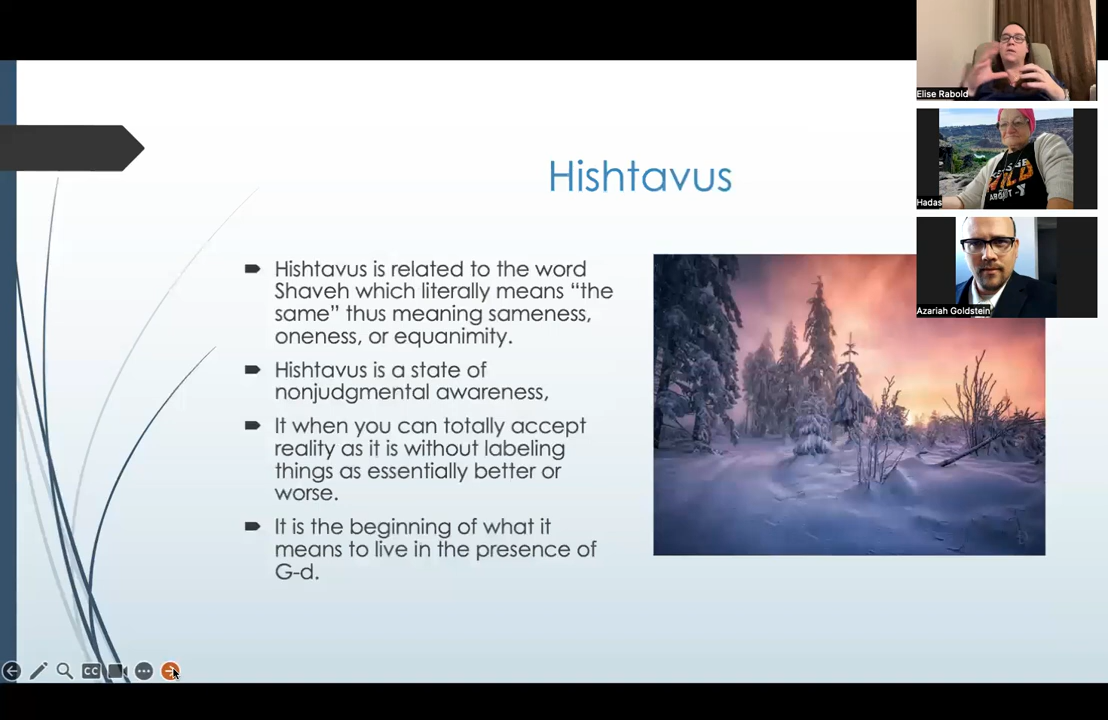 Hishtavus
Hishtavus is related to the word
Shaveh which literally means “the
same” thus meaning sameness,
oneness, or equanimity.
Hishtavus is a state of
nonjudgmental awareness,
It when you can totally accept
reality as it is without labeling
things as essentially better or
worse.
It is the beginning of what it
means to live in the presence of
G-d.
Elise Rabold
Hadas
WILD
Azariah Goldstein
CC